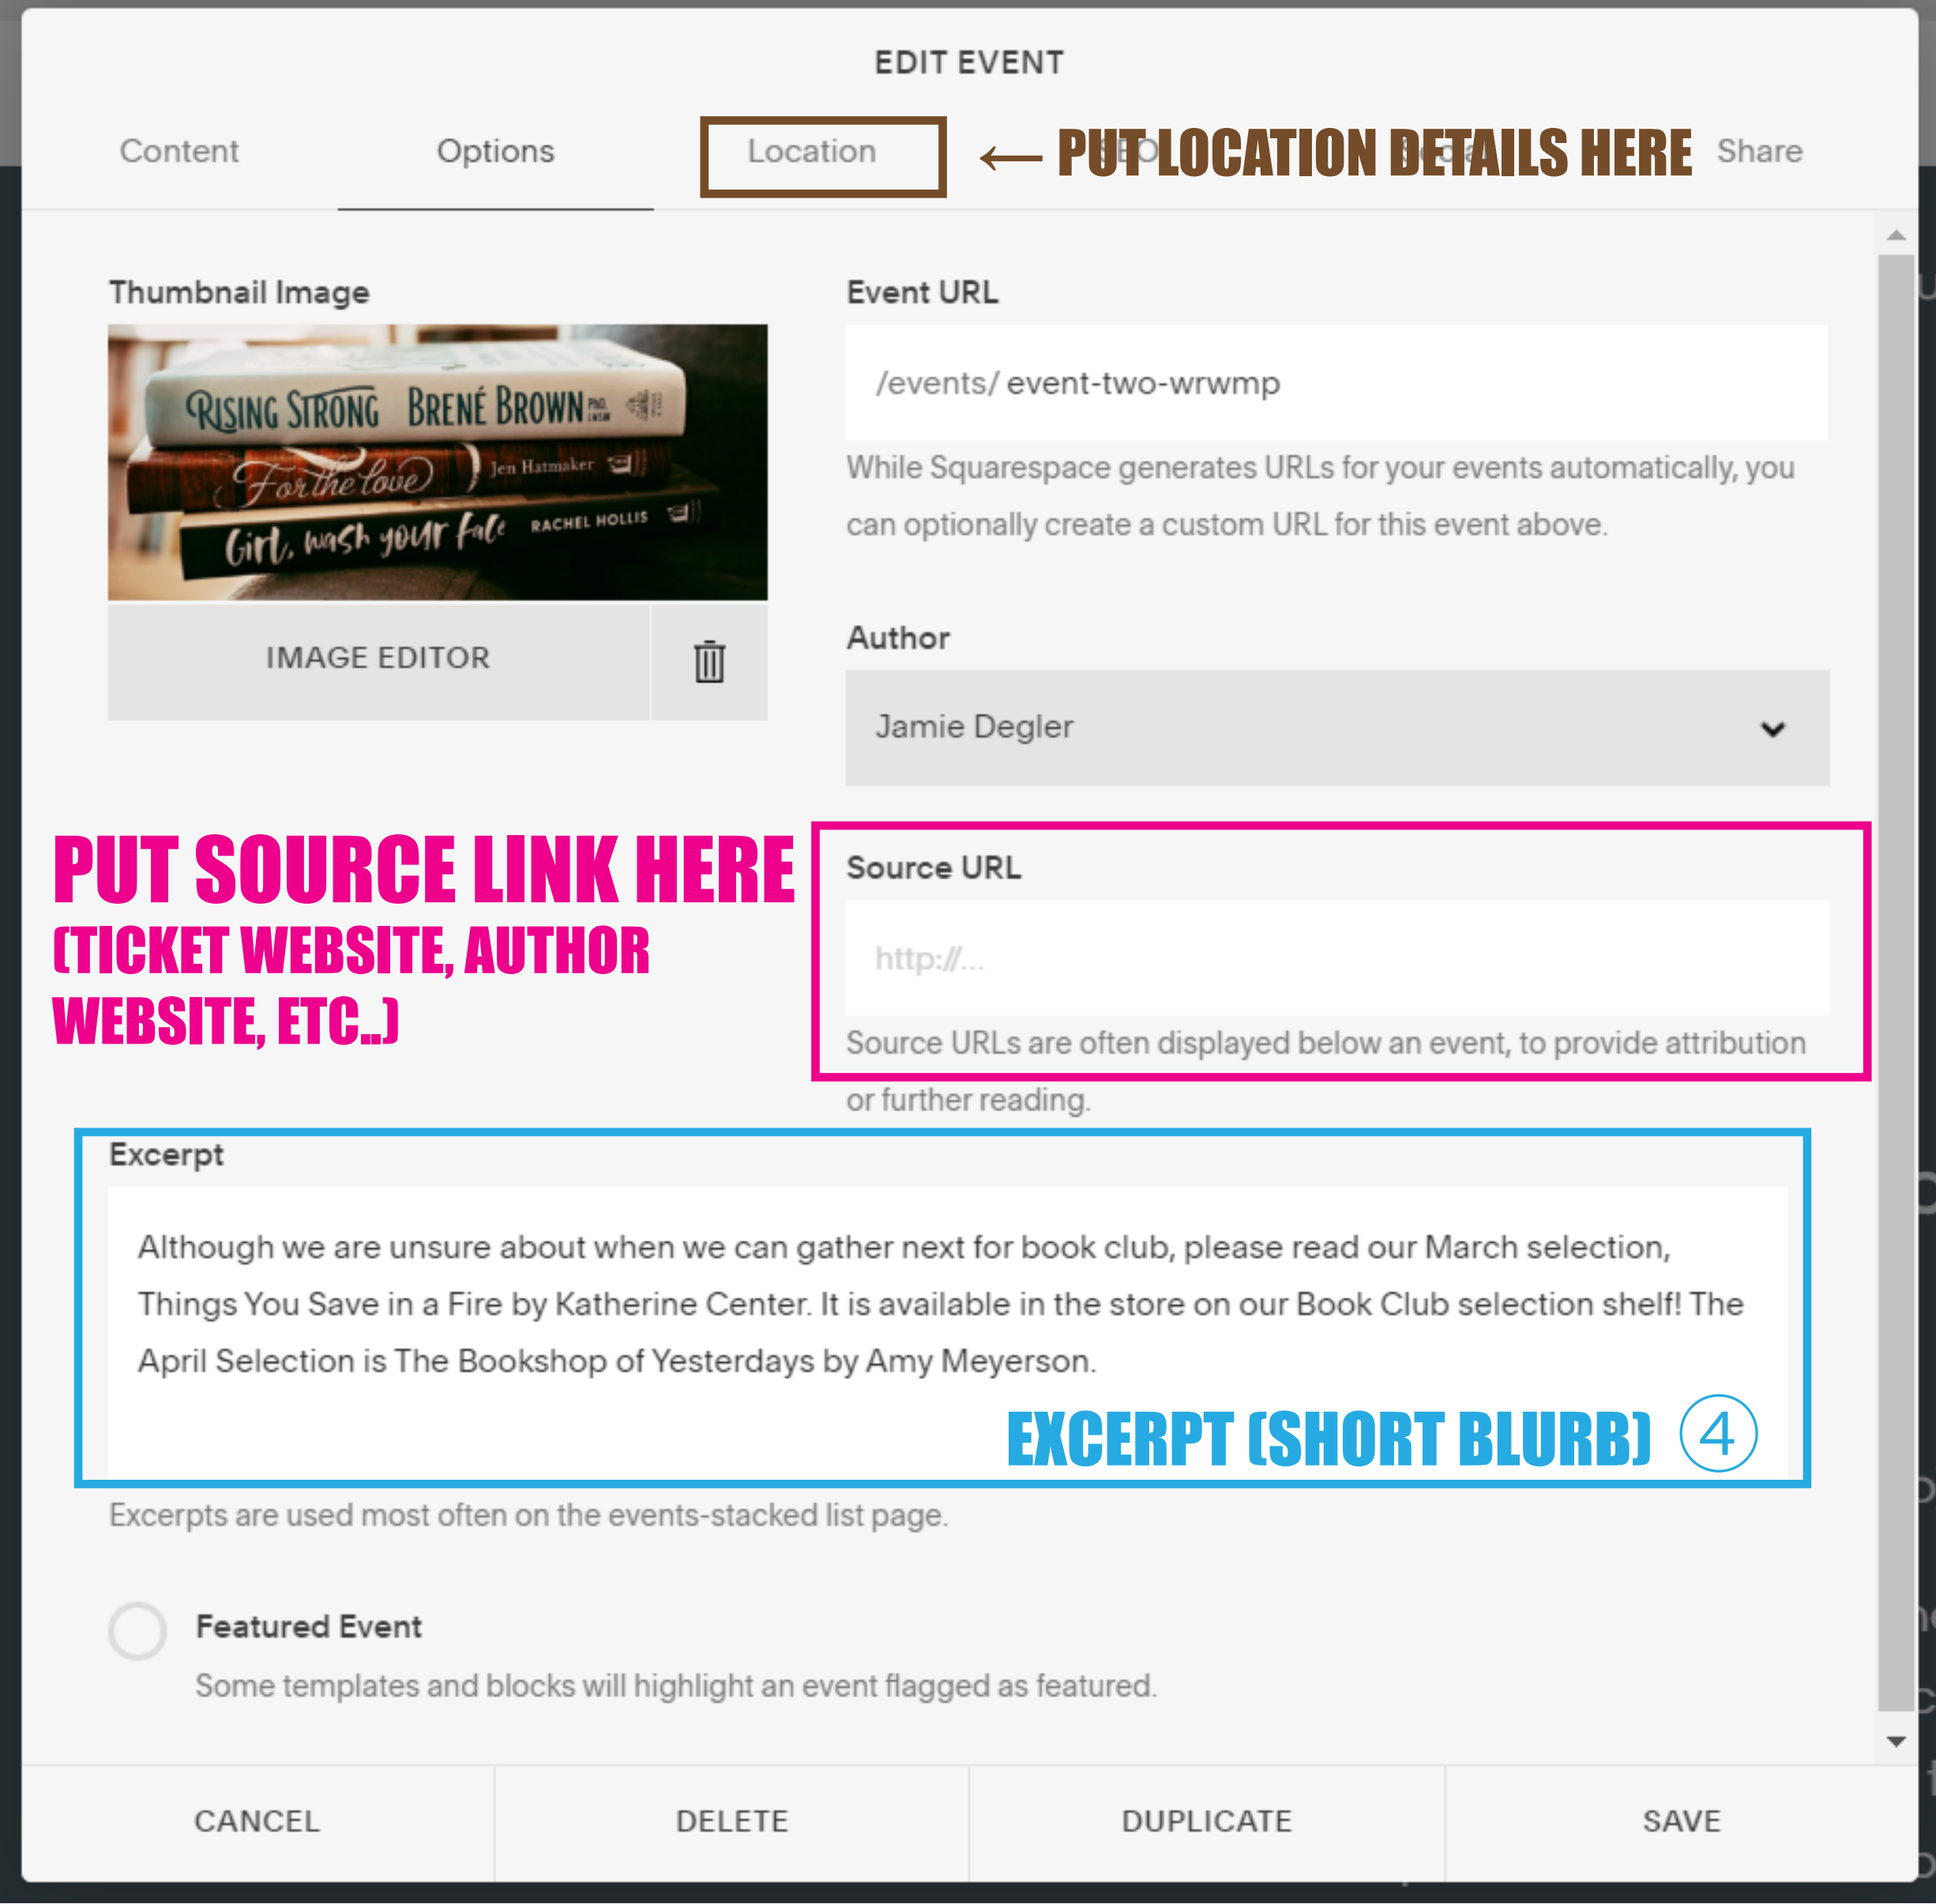 EDIT EVENT
Content
Options
Location
← PUT LOCATION DETAILS HERE
Share
Thumbnail Image
RISING STRONG BRENÉ BROWN PhD, LMSW
For the love Jen Hatmaker
Girl, wash your face RACHEL HOLLIS
IMAGE EDITOR
Event URL
/events/ event-two-wrwmp
While Squarespace generates URLs for your events automatically, you
can optionally create a custom URL for this event above.
Author
Jamie Degler
PUT SOURCE LINK HERE
(TICKET WEBSITE, AUTHOR
WEBSITE, ETC..)
Source URL
http://...
Source URLs are often displayed below an event, to provide attribution
or further reading.
Excerpt
Although we are unsure about when we can gather next for book club, please read our March selection,
Things You Save in a Fire by Katherine Center. It is available in the store on our Book Club selection shelf! The
April Selection is The Bookshop of Yesterdays by Amy Meyerson.
EXCERPT (SHORT BLURB) ④
Excerpts are used most often on the events-stacked list page.
Featured Event
Some templates and blocks will highlight an event flagged as featured.
CANCEL
DELETE
DUPLICATE
SAVE